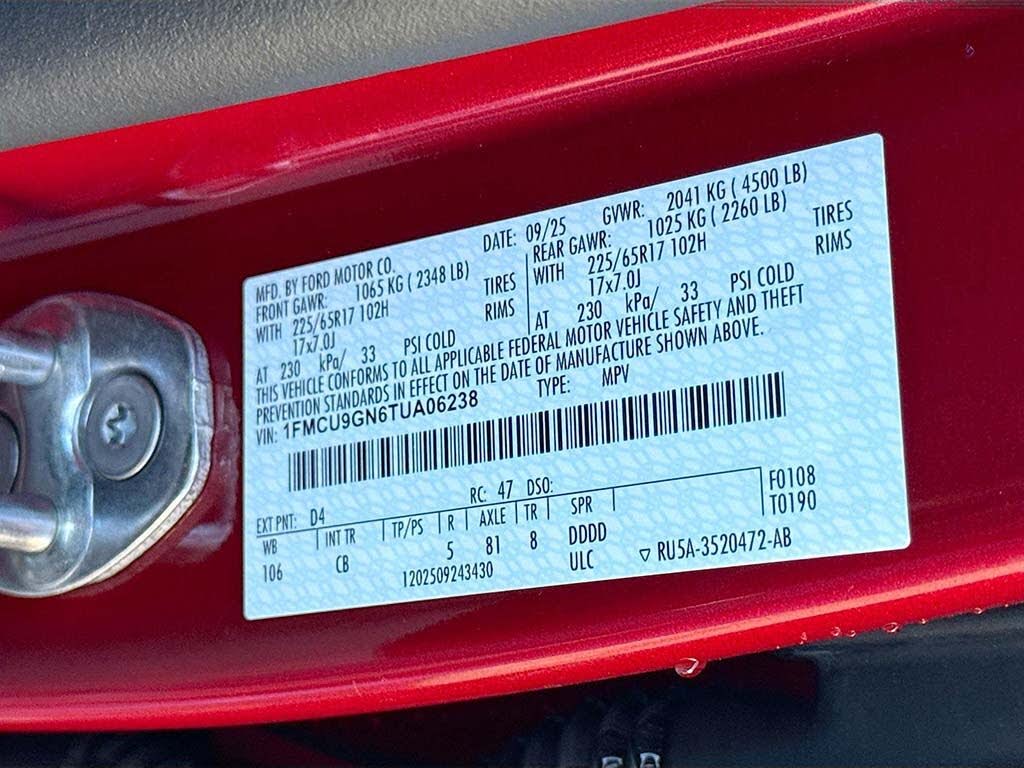 MFD. BY FORD MOTOR CO. DATE: 09/25 GVWR: 2041 KG ( 4500 LB)
FRONT GAWR: 1065 KG ( 2348 LB) REAR GAWR: 1025 KG ( 2260 LB)
WITH 225/65R17 102H TIRES WITH 225/65R17 102H TIRES
17x7.0J RIMS 17x7.0J RIMS
AT 230 kPa/ 33 PSI COLD AT 230 kPa/ 33 PSI COLD
THIS VEHICLE CONFORMS TO ALL APPLICABLE FEDERAL MOTOR VEHICLE SAFETY AND THEFT
PREVENTION STANDARDS IN EFFECT ON THE DATE OF MANUFACTURE SHOWN ABOVE.
VIN: 1FMCU9GN6TUA06238 TYPE: MPV
EXT PNT: D4 RC: 47 DSO: F0108
WB INT TR TP/PS R AXLE TR SPR T0190
106 CB 5 81 8 DDDD
1202509243430 ULC ▽ RU5A-3520472-AB